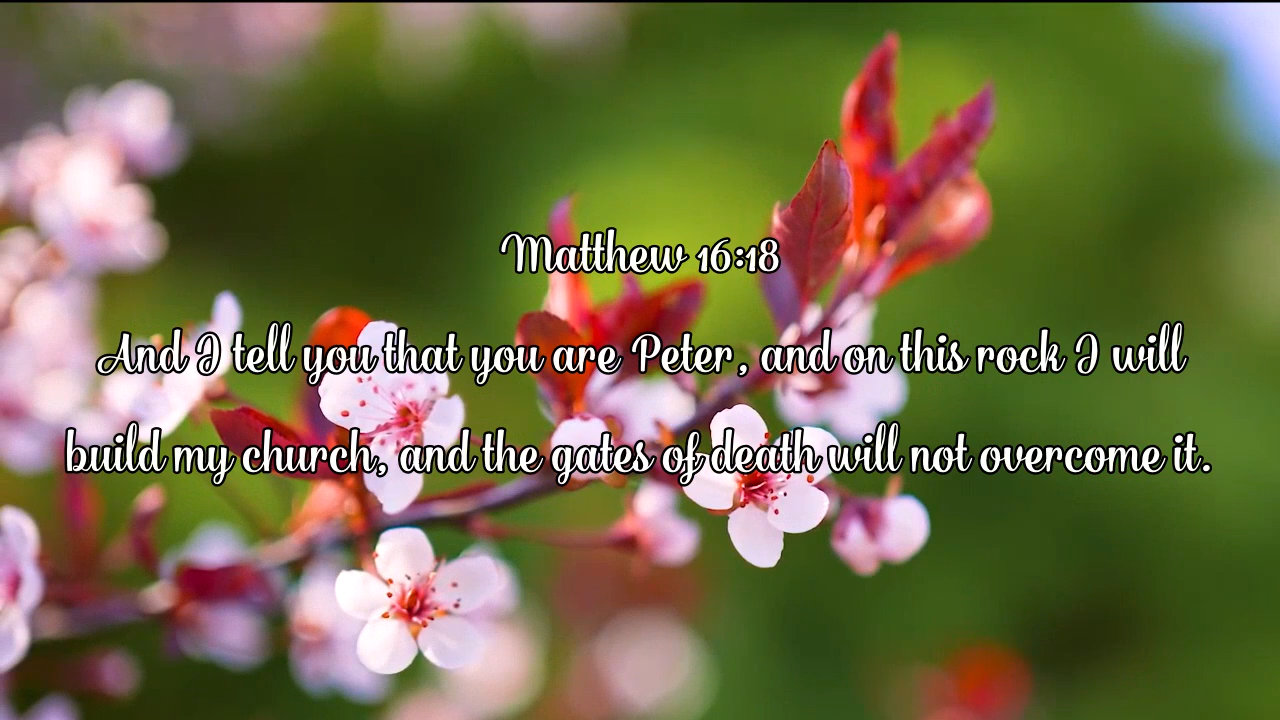 Matthew 16:18
And I tell you that you are Peter, and on this rock I will
build my church, and the gates of death will not overcome it.